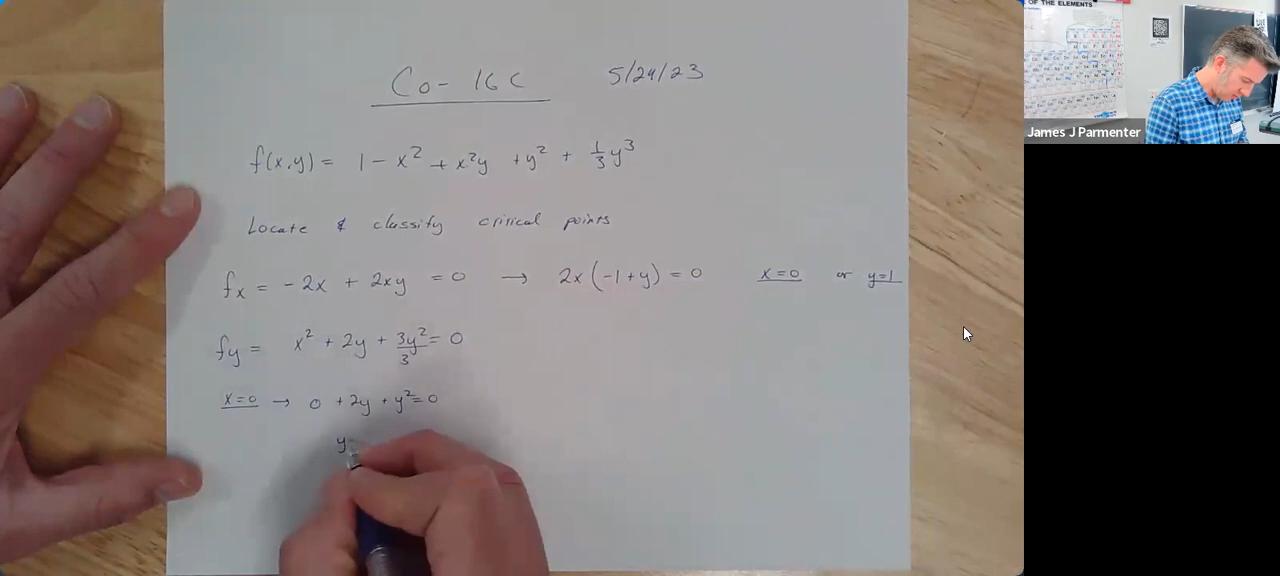 OF THE ELEMENTS
James J Parmenter
Co-16C 5/24/23
f(x,y) = 1 - x² + x²y + y² + 1/3 y³
Locate & classify critical points
fx = -2x + 2xy = 0 → 2x(-1+y) = 0 x=0 or y=1
fy = x² + 2y + 3y²/3 = 0
x=0 → 0 + 2y + y² = 0
y